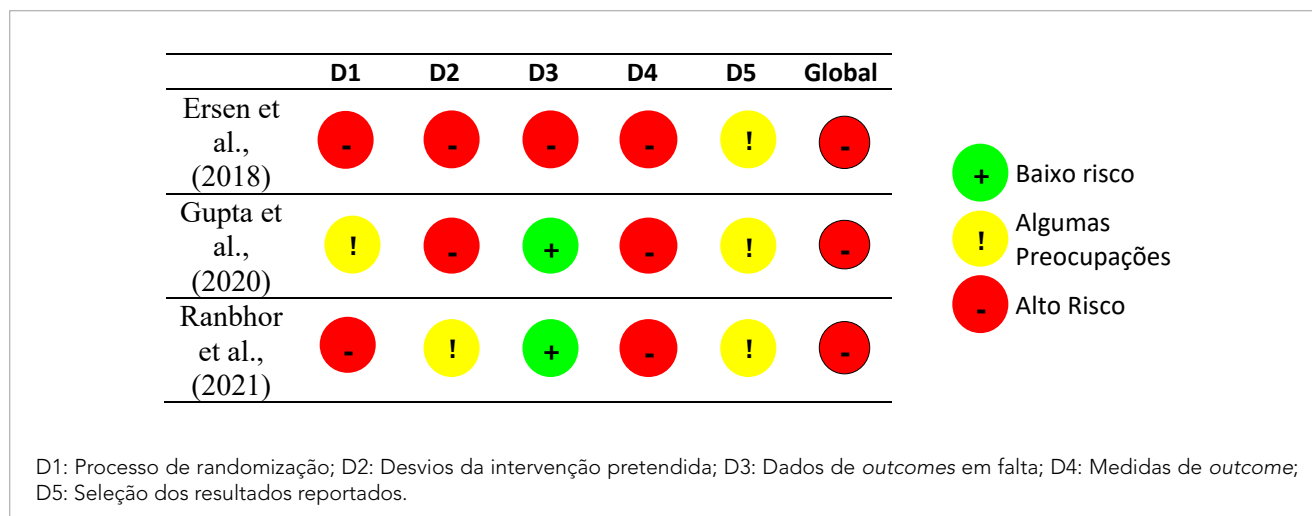 D1 D2 D3 D4 D5 Global
Ersen et
al.,
(2018)
- - - - ! -
Gupta et
al.,
(2020)
! - + - ! -
Ranbhor
et al.,
(2021)
- ! + - ! -
+ Baixo risco
! Algumas
Preocupações
- Alto Risco
D1: Processo de randomização; D2: Desvios da intervenção pretendida; D3: Dados de outcomes em falta; D4: Medidas de outcome;
D5: Seleção dos resultados reportados.